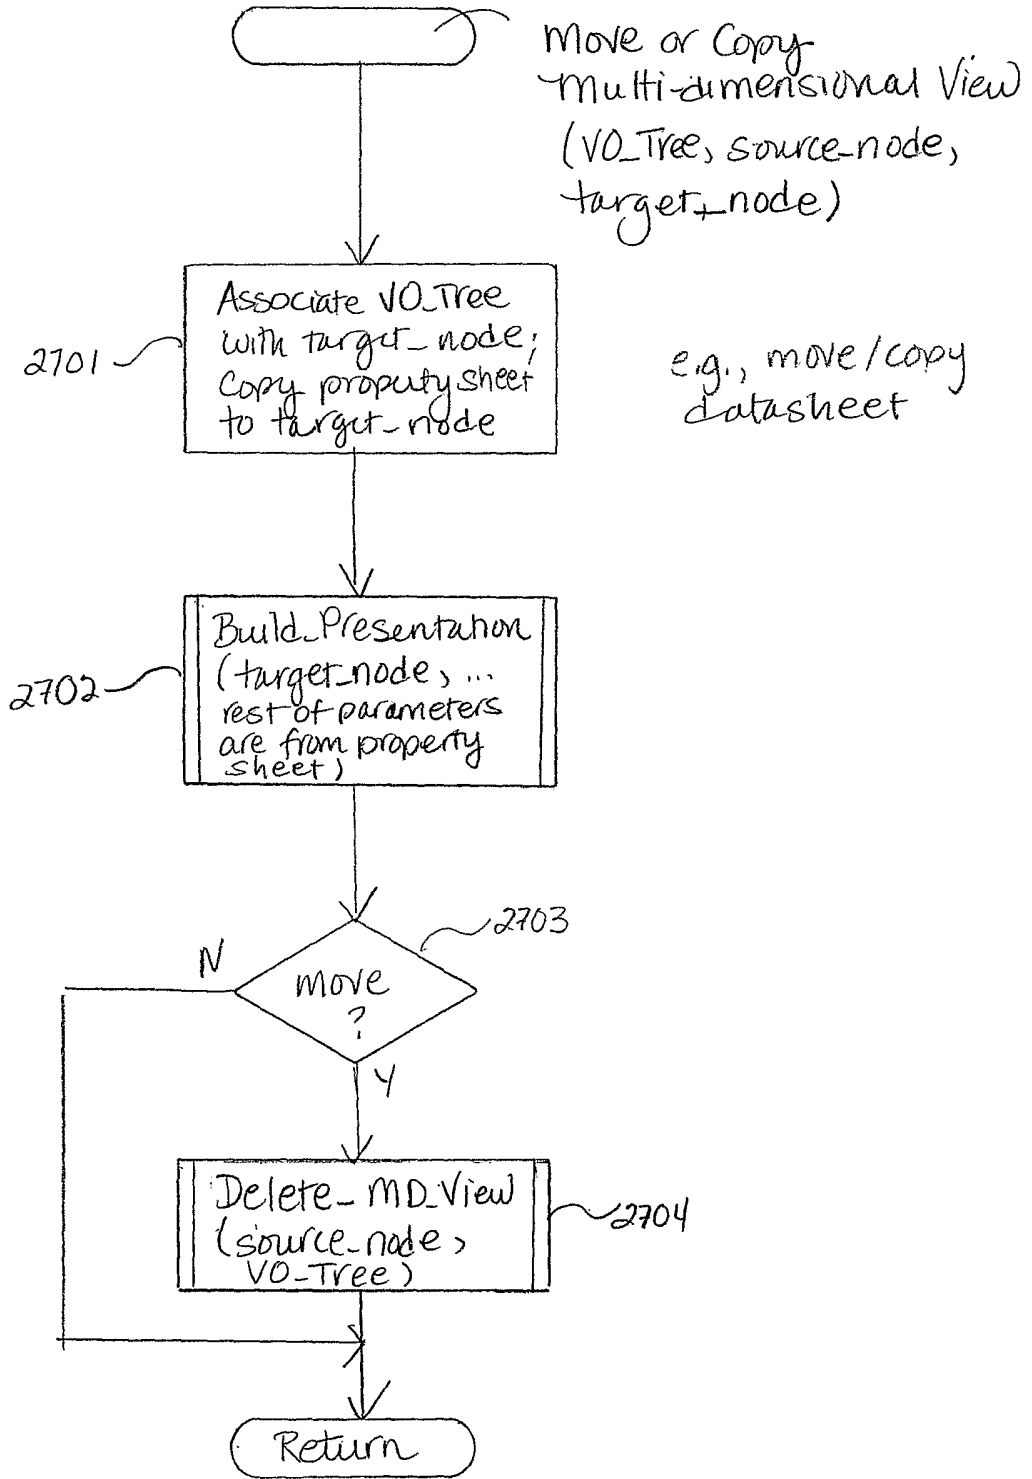 Move or Copy
Multi-dimensional View
(VO_Tree, source_node,
target_node)
Associate VO_Tree
with target_node;
Copy property sheet
to target_node
2701
e.g., move/copy
datasheet
Build_Presentation
(target_node, ...
rest of parameters
are from property
sheet)
2702
2703
N
move
?
Y
Delete_MD_View
(source_node,
VO_Tree)
2704
Return